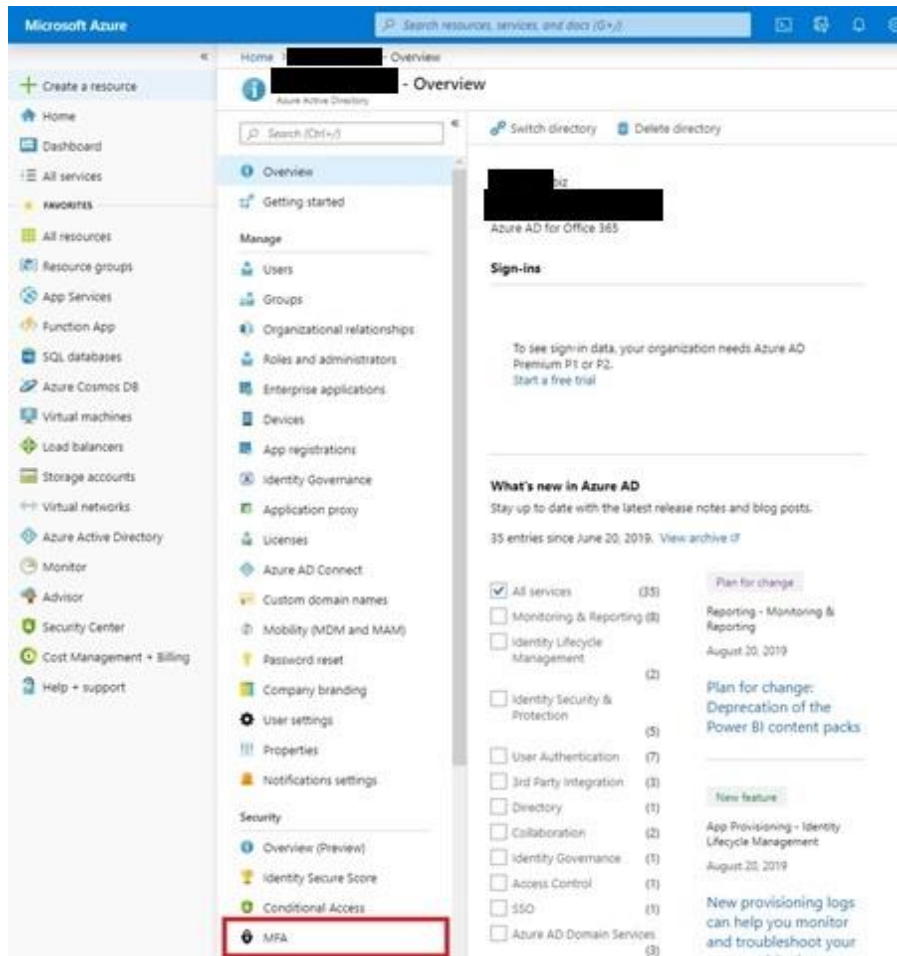 Microsoft Azure
Search resources, services, and docs (G+/)
Home > - Overview
- Overview
Azure Active Directory
Create a resource
Home
Dashboard
All services
FAVORITES
All resources
Resource groups
App Services
Function App
SQL databases
Azure Cosmos DB
Virtual machines
Load balancers
Storage accounts
Virtual networks
Azure Active Directory
Monitor
Advisor
Security Center
Cost Management + Billing
Help + support
Search (Ctrl+/)
Overview
Getting started
Manage
Users
Groups
Organizational relationships
Roles and administrators
Enterprise applications
Devices
App registrations
Identity Governance
Application proxy
Licenses
Azure AD Connect
Custom domain names
Mobility (MDM and MAM)
Password reset
Company branding
User settings
Properties
Notifications settings
Security
Overview (Preview)
Identity Secure Score
Conditional Access
MFA
Switch directory
Delete directory
biz
Azure AD for Office 365
Sign-ins
To see sign-in data, your organization needs Azure AD
Premium P1 or P2.
Start a free trial
What's new in Azure AD
Stay up to date with the latest release notes and blog posts.
35 entries since June 20, 2019. View archive
All services (35)
Monitoring & Reporting (8)
Identity Lifecycle
Management
(2)
Identity Security &
Protection
(5)
User Authentication (7)
3rd Party Integration (3)
Directory (1)
Collaboration (2)
Identity Governance (1)
Access Control (1)
SSO (1)
Azure AD Domain Services
(3)
Plan for change
Reporting - Monitoring &
Reporting
August 20, 2019
Plan for change:
Deprecation of the
Power BI content packs
New feature
App Provisioning - Identity
Lifecycle Management
August 20, 2019
New provisioning logs
can help you monitor
and troubleshoot your